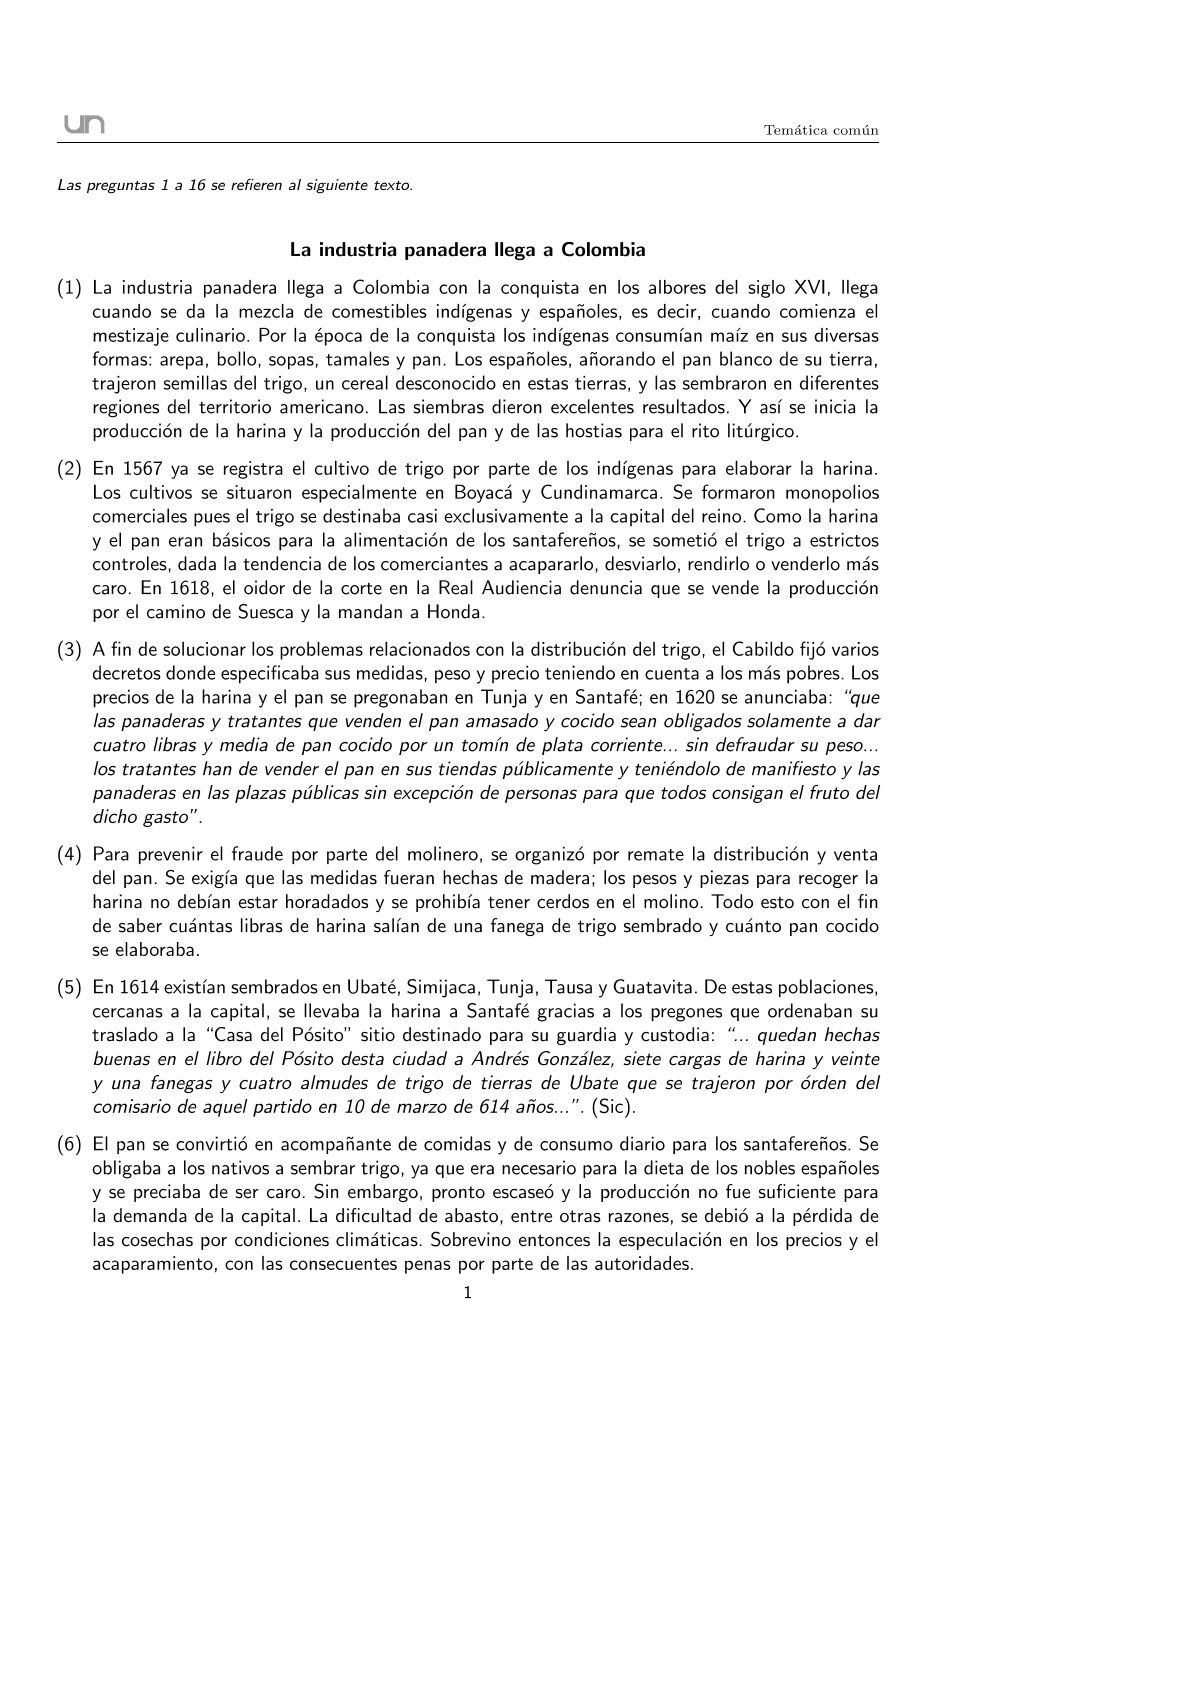 un
Temática común
Las preguntas 1 a 16 se refieren al siguiente texto.
La industria panadera llega a Colombia
(1) La industria panadera llega a Colombia con la conquista en los albores del siglo XVI, llega
cuando se da la mezcla de comestibles indígenas y españoles, es decir, cuando comienza el
mestizaje culinario. Por la época de la conquista los indígenas consumían maíz en sus diversas
formas: arepa, bollo, sopas, tamales y pan. Los españoles, añorando el pan blanco de su tierra,
trajeron semillas del trigo, un cereal desconocido en estas tierras, y las sembraron en diferentes
regiones del territorio americano. Las siembras dieron excelentes resultados. Y así se inicia la
producción de la harina y la producción del pan y de las hostias para el rito litúrgico.
(2) En 1567 ya se registra el cultivo de trigo por parte de los indígenas para elaborar la harina.
Los cultivos se situaron especialmente en Boyacá y Cundinamarca. Se formaron monopolios
comerciales pues el trigo se destinaba casi exclusivamente a la capital del reino. Como la harina
y el pan eran básicos para la alimentación de los santafereños, se sometió el trigo a estrictos
controles, dada la tendencia de los comerciantes a acapararlo, desviarlo, rendirlo o venderlo más
caro. En 1618, el oidor de la corte en la Real Audiencia denuncia que se vende la producción
por el camino de Suesca y la mandan a Honda.
(3) A fin de solucionar los problemas relacionados con la distribución del trigo, el Cabildo fijó varios
decretos donde especificaba sus medidas, peso y precio teniendo en cuenta a los más pobres. Los
precios de la harina y el pan se pregonaban en Tunja y en Santafé; en 1620 se anunciaba: “que
las panaderas y tratantes que venden el pan amasado y cocido sean obligados solamente a dar
cuatro libras y media de pan cocido por un tomín de plata corriente... sin defraudar su peso...
los tratantes han de vender el pan en sus tiendas públicamente y teniéndolo de manifiesto y las
panaderas en las plazas públicas sin excepción de personas para que todos consigan el fruto del
dicho gasto”.
(4) Para prevenir el fraude por parte del molinero, se organizó por remate la distribución y venta
del pan. Se exigía que las medidas fueran hechas de madera; los pesos y piezas para recoger la
harina no debían estar horadados y se prohibía tener cerdos en el molino. Todo esto con el fin
de saber cuántas libras de harina salían de una fanega de trigo sembrado y cuánto pan cocido
se elaboraba.
(5) En 1614 existían sembrados en Ubaté, Simijaca, Tunja, Tausa y Guatavita. De estas poblaciones,
cercanas a la capital, se llevaba la harina a Santafé gracias a los pregones que ordenaban su
traslado a la “Casa del Pósito” sitio destinado para su guardia y custodia: “... quedan hechas
buenas en el libro del Pósito desta ciudad a Andrés González, siete cargas de harina y veinte
y una fanegas y cuatro almudes de trigo de tierras de Ubate que se trajeron por órden del
comisario de aquel partido en 10 de marzo de 614 años...”. (Sic).
(6) El pan se convirtió en acompañante de comidas y de consumo diario para los santafereños. Se
obligaba a los nativos a sembrar trigo, ya que era necesario para la dieta de los nobles españoles
y se preciaba de ser caro. Sin embargo, pronto escaseó y la producción no fue suficiente para
la demanda de la capital. La dificultad de abasto, entre otras razones, se debió a la pérdida de
las cosechas por condiciones climáticas. Sobrevino entonces la especulación en los precios y el
acaparamiento, con las consecuentes penas por parte de las autoridades.
1